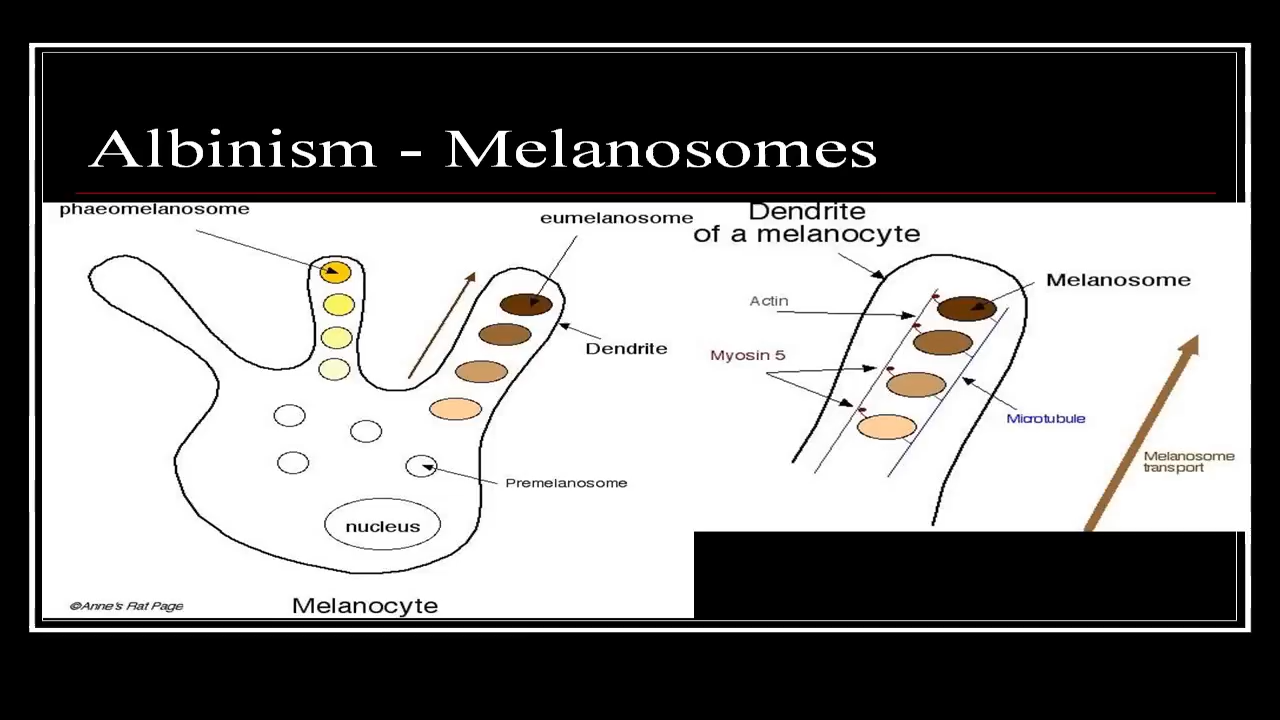 Albinism - Melanosomes
phaeomelanosome
eumelanosome
Dendrite
Premelanosome
nucleus
©Anne's Rat Page
Melanocyte
Dendrite
of a melanocyte
Melanosome
Actin
Myosin 5
Microtubule
Melanosome
transport